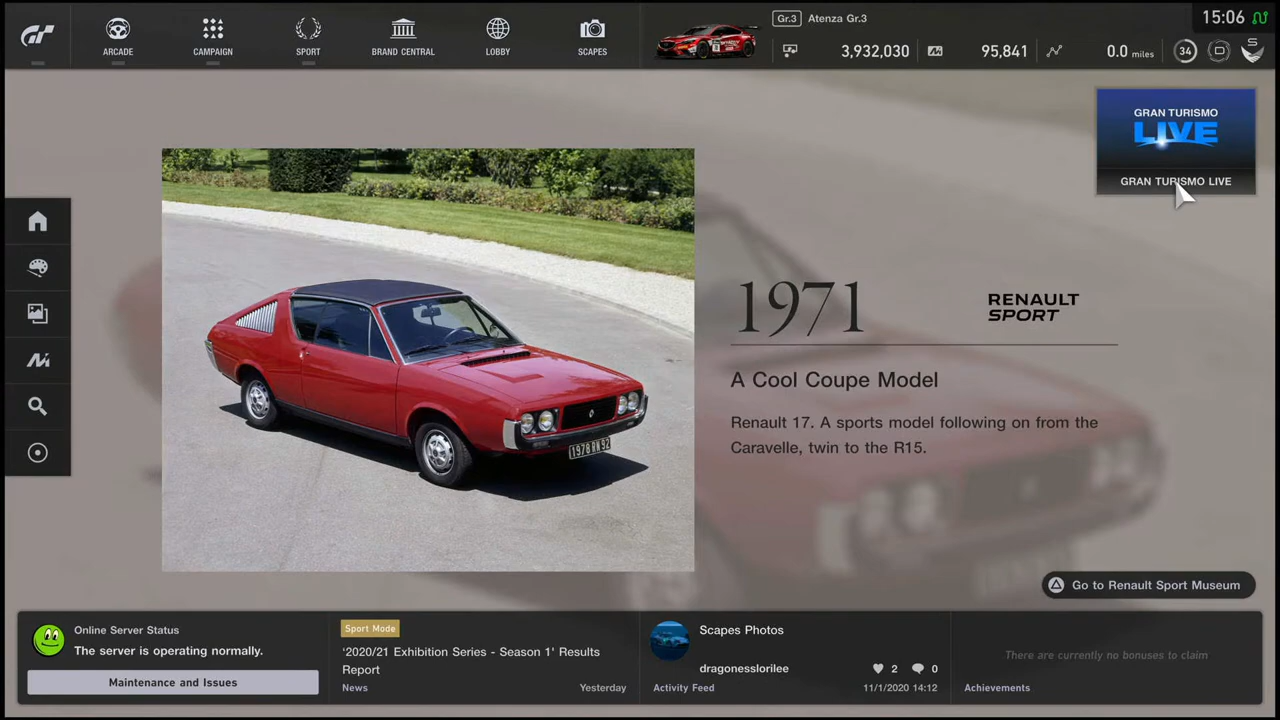 15:06
ARCADE
CAMPAIGN
SPORT
BRAND CENTRAL
LOBBY
SCAPES
Gr.3 Atenza Gr.3
3,932,030
95,841
0.0 miles
34
S
GRAN TURISMO
LIVE
GRAN TURISMO LIVE
1971
RENAULT
SPORT
A Cool Coupe Model
Renault 17. A sports model following on from the
Caravelle, twin to the R15.
1978 RN 92
Go to Renault Sport Museum
Online Server Status
The server is operating normally.
Maintenance and Issues
Sport Mode
‘2020/21 Exhibition Series - Season 1’ Results
Report
News
Yesterday
Scapes Photos
dragonesslorilee
2
0
Activity Feed
11/1/2020 14:12
There are currently no bonuses to claim
Achievements